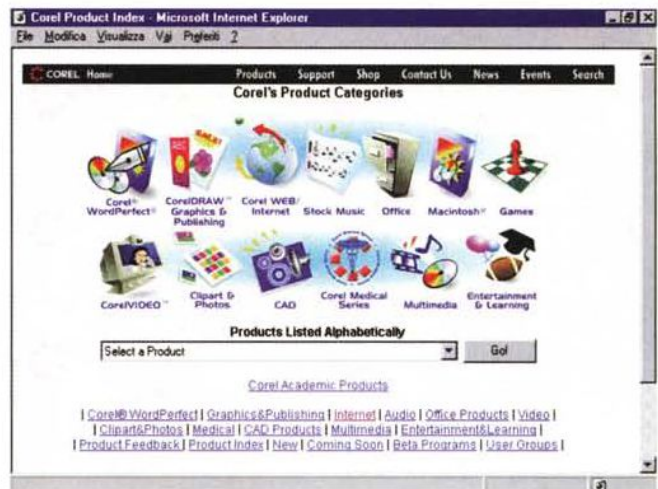 Corel Product Index - Microsoft Internet Explorer
File Modifica Visualizza Vai Preferiti ?
COREL Home Products Support Shop Contact Us News Events Search
Corel's Product Categories
Corel® WordPerfect®
CorelDRAW™ Graphics & Publishing
Corel WEB/ Internet
Stock Music
Office
Macintosh®
Games
CorelVIDEO™
Clipart & Photos
CAD
Corel Medical Series
Multimedia
Entertainment & Learning
Products Listed Alphabetically
Select a Product Go!
Corel Academic Products
| Corel® WordPerfect | Graphics&Publishing | Internet | Audio | Office Products | Video |
| Clipart&Photos | Medical | CAD Products | Multimedia | Entertainment&Learning |
| Product Feedback | Product Index | New | Coming Soon | Beta Programs | User Groups |